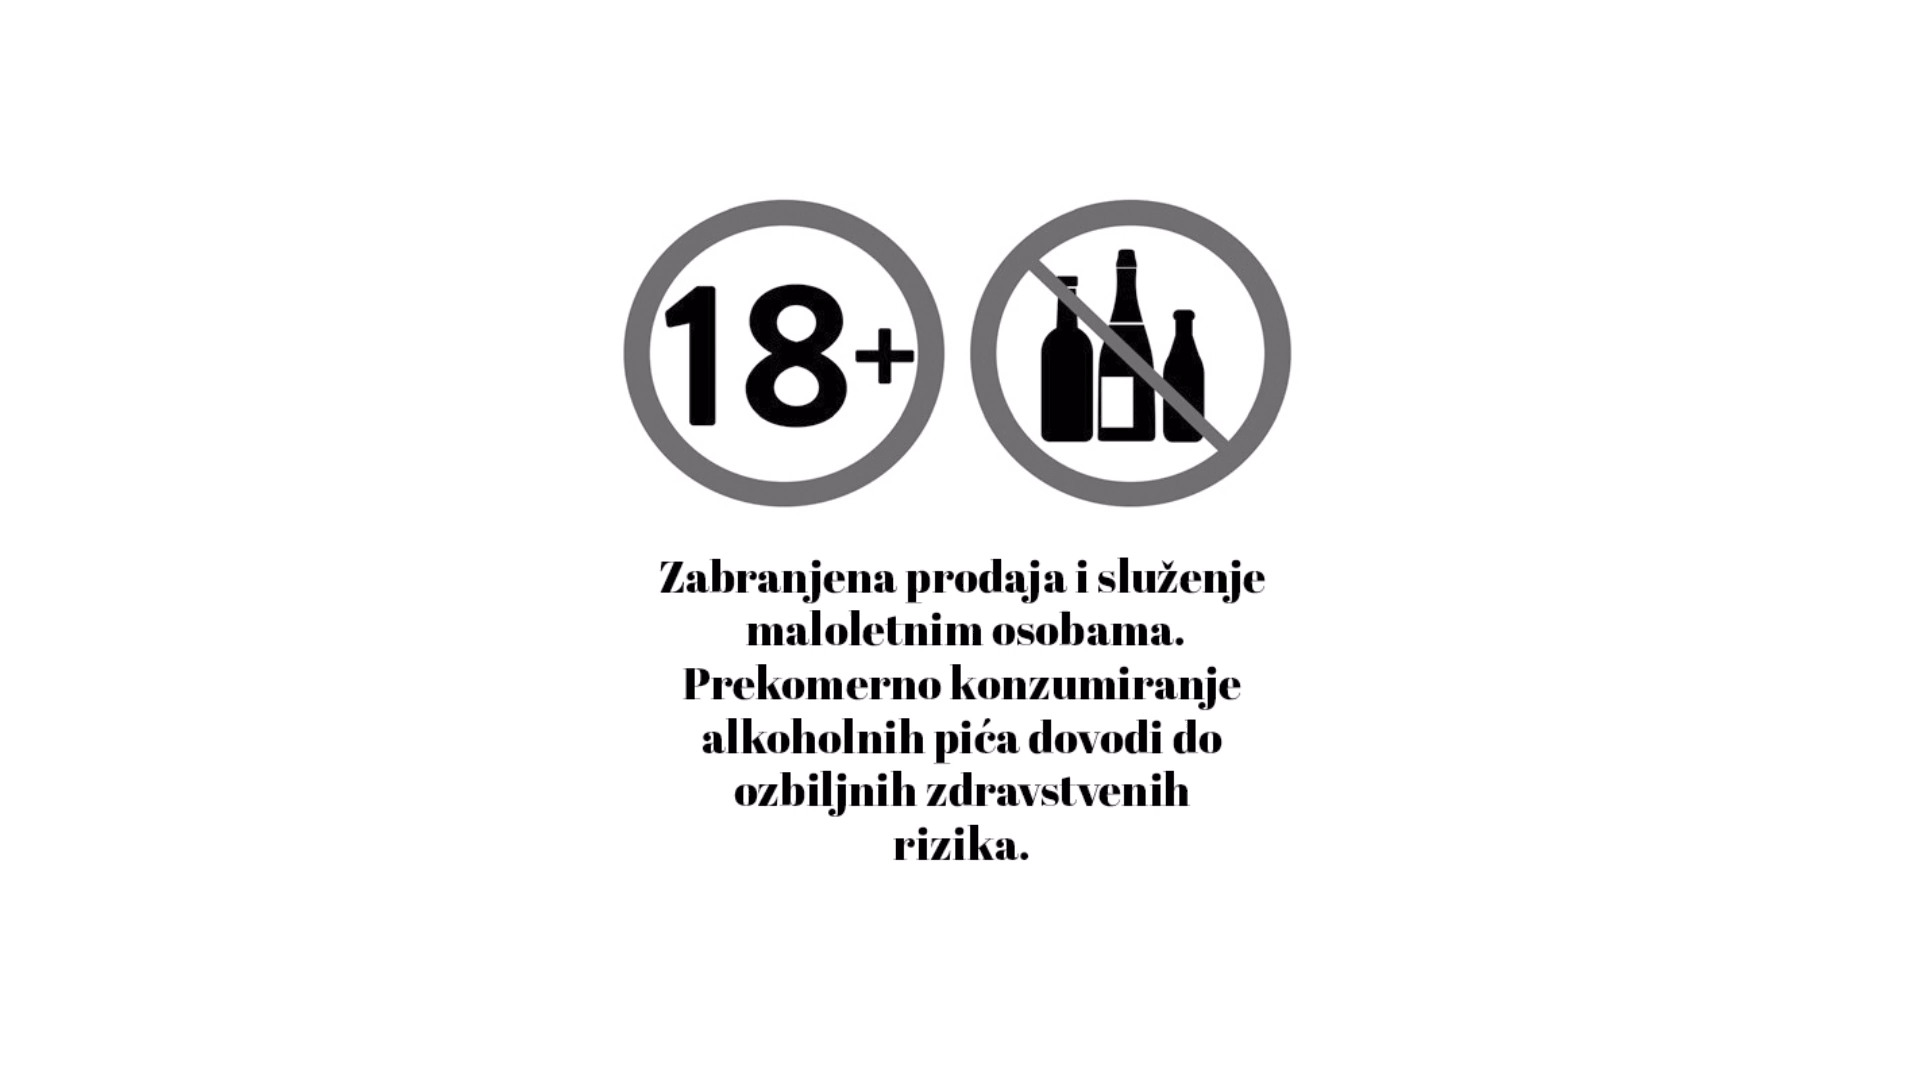 18+
Zabranjena prodaja i služenje
maloletnim osobama.
Prekomerno konzumiranje
alkoholnih pića dovodi do
ozbiljnih zdravstvenih
rizika.